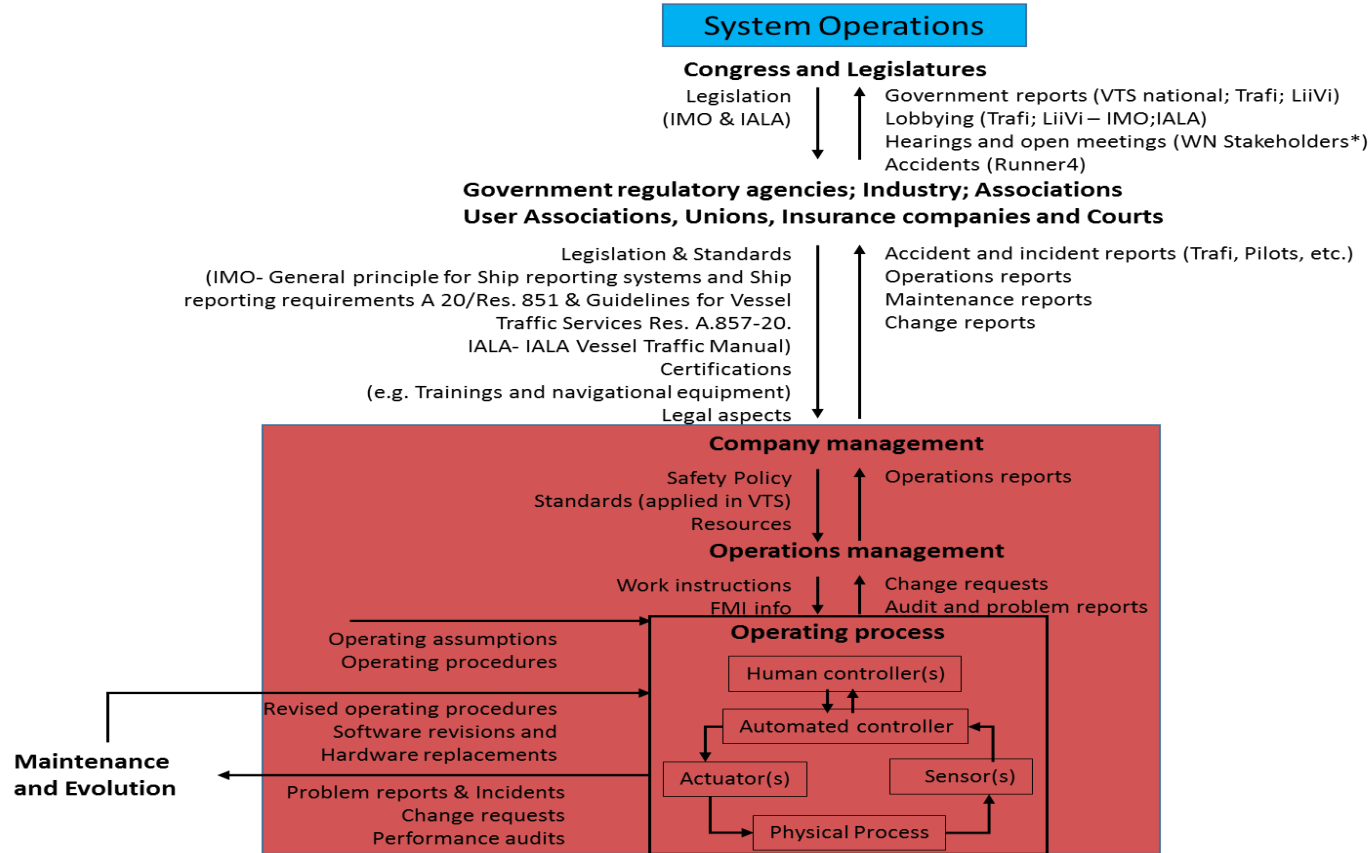 System Operations
Congress and Legislatures
Legislation
(IMO & IALA)
Government reports (VTS national; Trafi; LiiVi)
Lobbying (Trafi; LiiVi – IMO;IALA)
Hearings and open meetings (WN Stakeholders*)
Accidents (Runner4)
Government regulatory agencies; Industry; Associations
User Associations, Unions, Insurance companies and Courts
Legislation & Standards
(IMO- General principle for Ship reporting systems and Ship
reporting requirements A 20/Res. 851 & Guidelines for Vessel
Traffic Services Res. A.857-20.
IALA- IALA Vessel Traffic Manual)
Certifications
(e.g. Trainings and navigational equipment)
Legal aspects
Accident and incident reports (Trafi, Pilots, etc.)
Operations reports
Maintenance reports
Change reports
Company management
Safety Policy
Standards (applied in VTS)
Resources
Operations reports
Operations management
Work instructions
FMI info
Change requests
Audit and problem reports
Operating assumptions
Operating procedures
Operating process
Human controller(s)
Automated controller
Actuator(s)
Sensor(s)
Physical Process
Revised operating procedures
Software revisions and
Hardware replacements
Maintenance
and Evolution
Problem reports & Incidents
Change requests
Performance audits